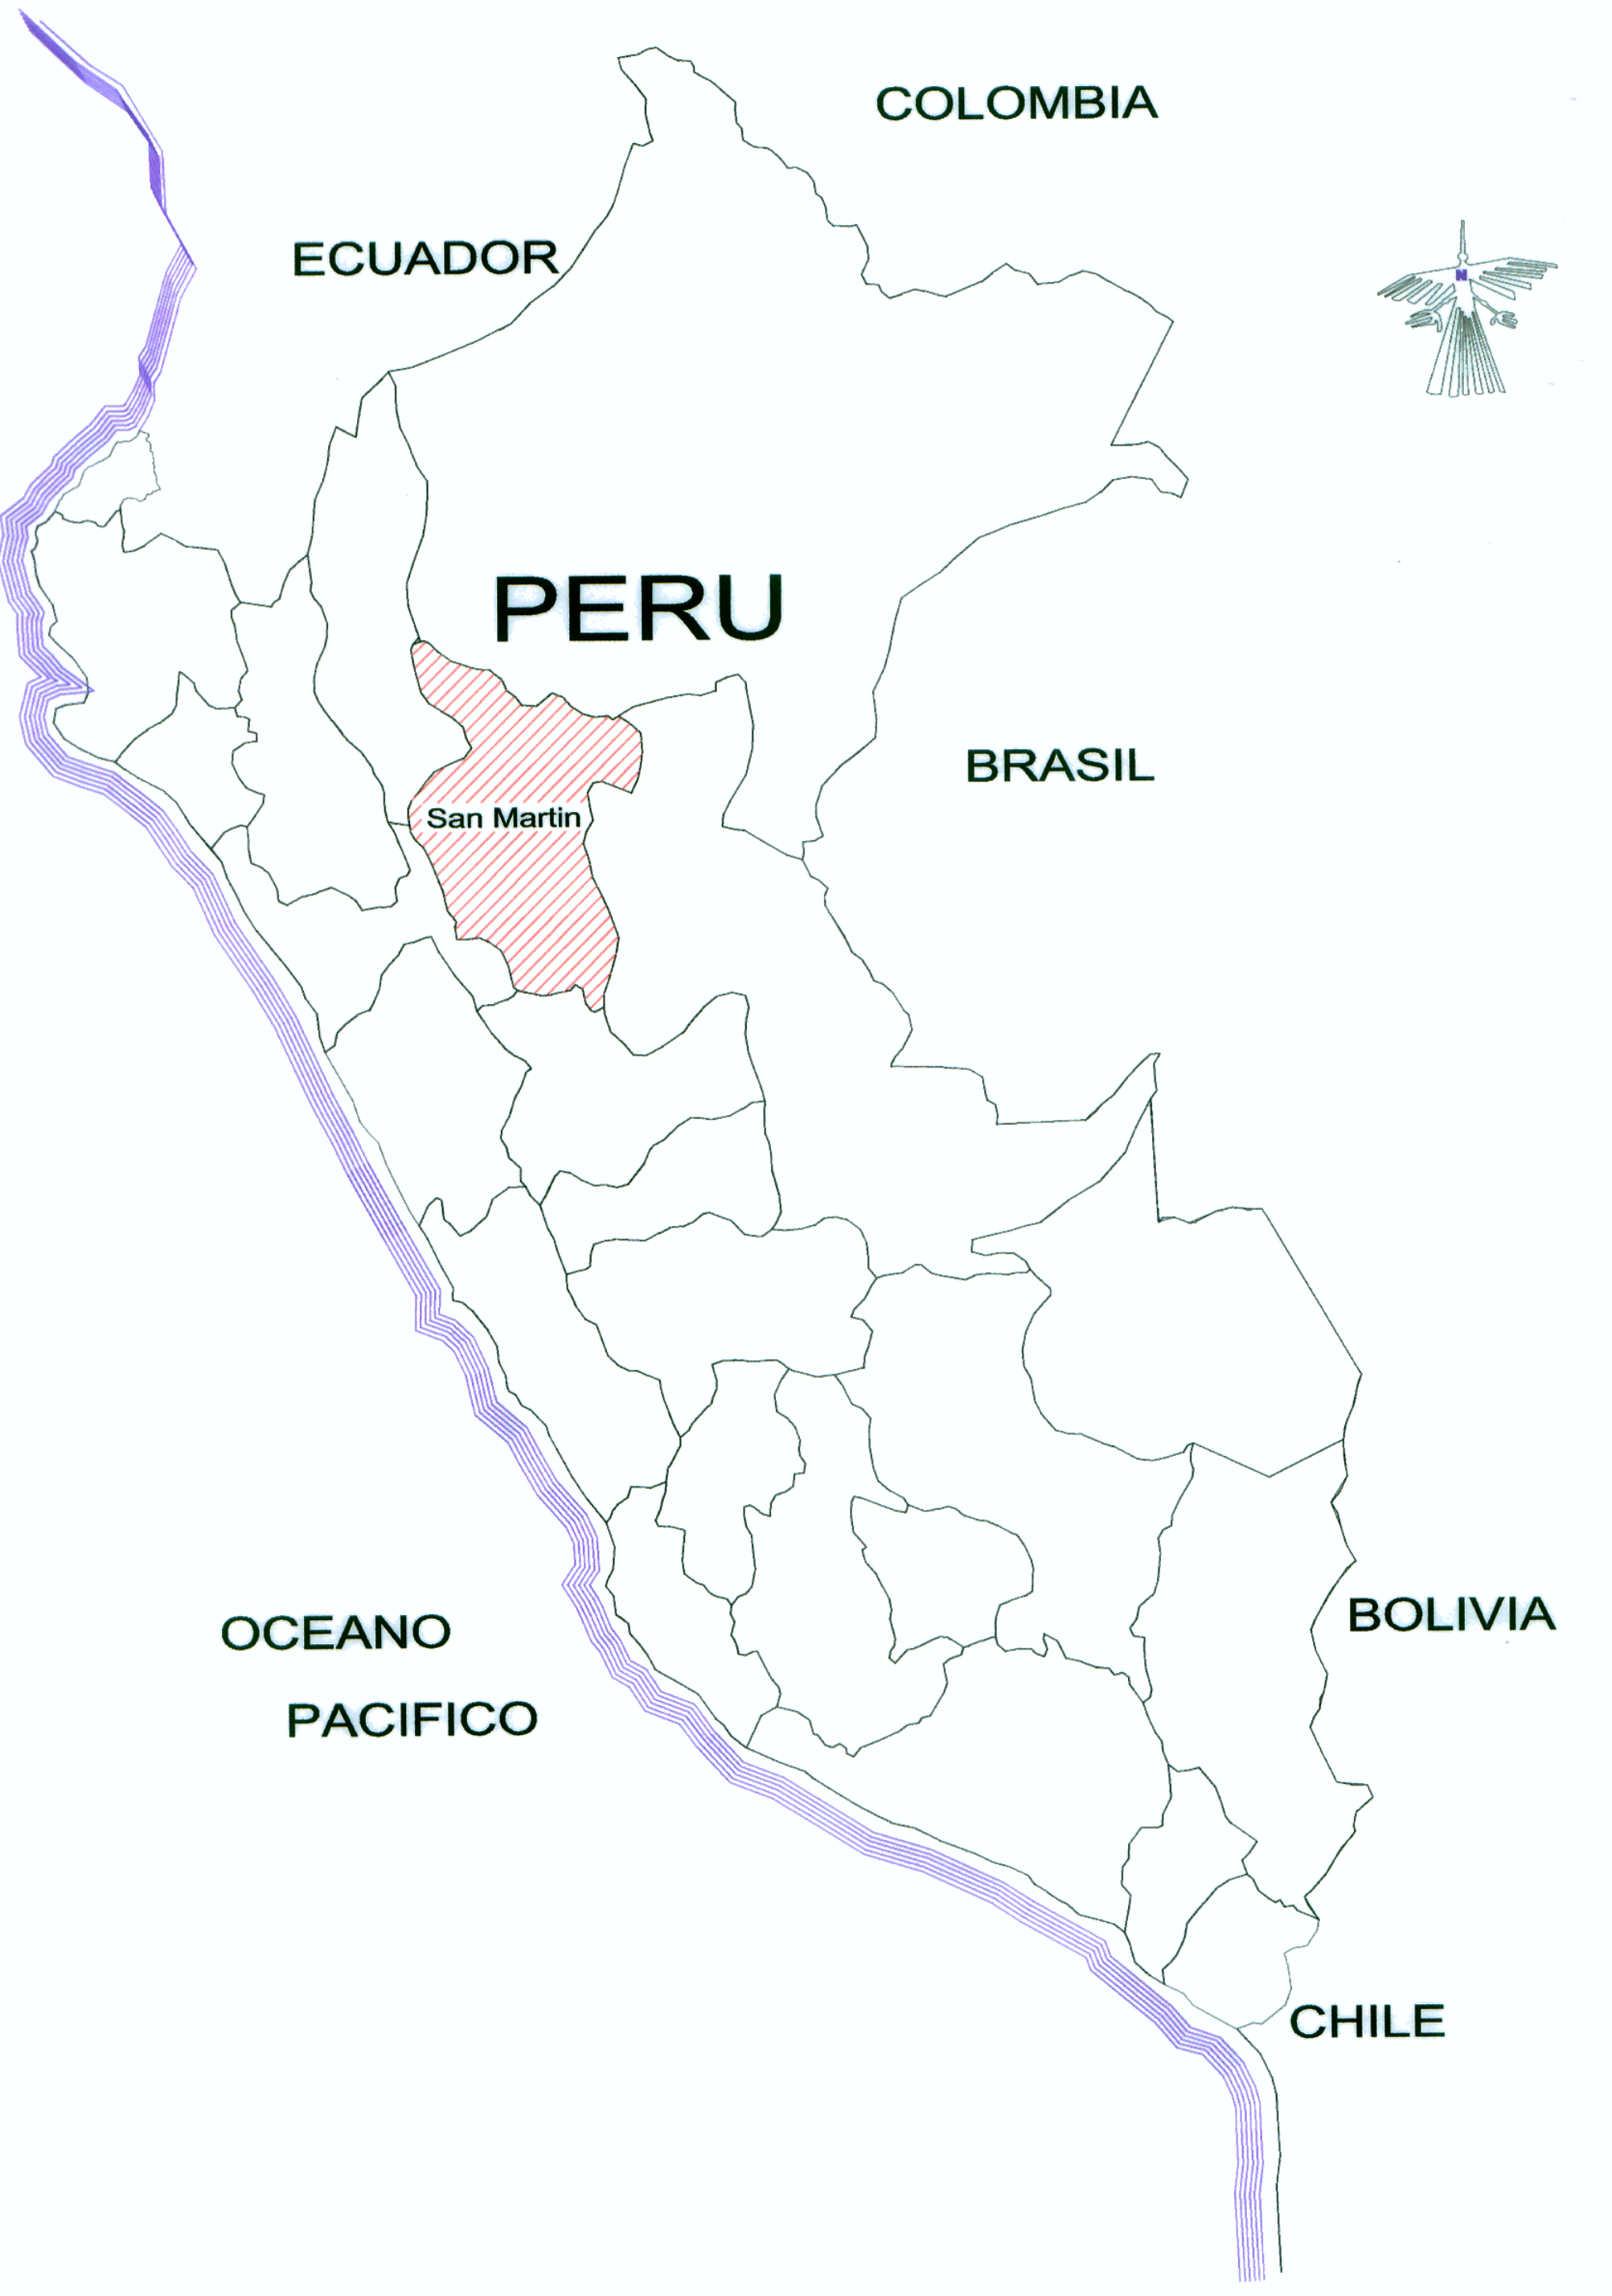 COLOMBIA
ECUADOR
N
PERU
BRASIL
San Martin
BOLIVIA
OCEANO
PACIFICO
CHILE